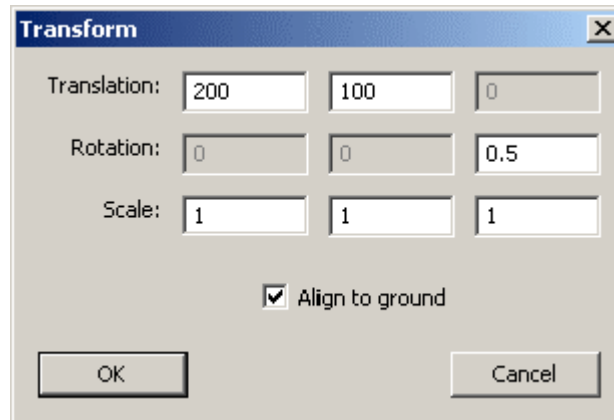 Transform
Translation: 200 100 0
Rotation: 0 0 0.5
Scale: 1 1 1
Align to ground
OK Cancel